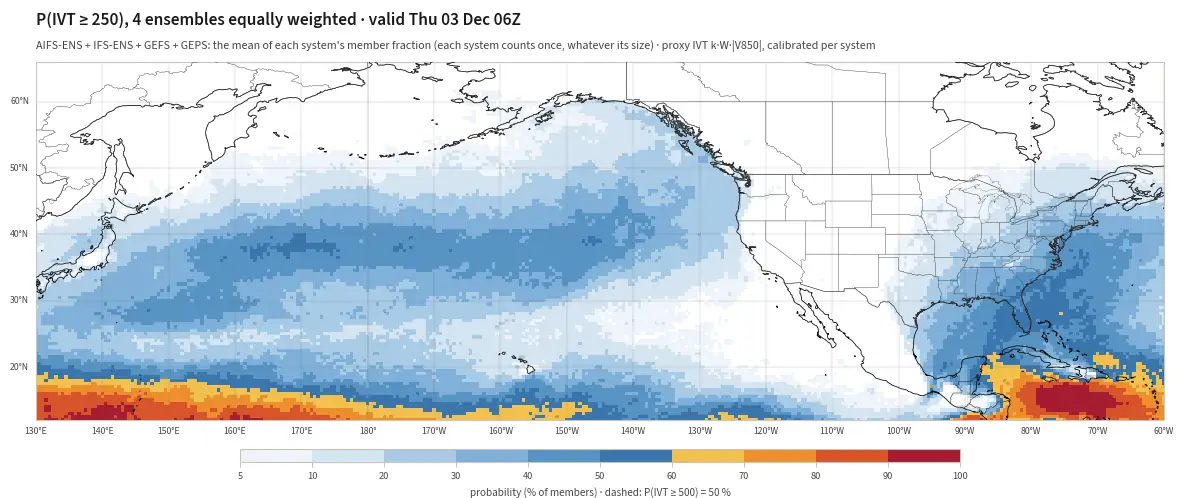 P(IVT ≥ 250), 4 ensembles equally weighted · valid Thu 03 Dec 06Z
AIFS-ENS + IFS-ENS + GEFS + GEPS: the mean of each system's member fraction (each system counts once, whatever its size) · proxy IVT k·W·|V850|, calibrated per system
60°N
50°N
40°N
30°N
20°N
130°E 140°E 150°E 160°E 170°E 180° 170°W 160°W 150°W 140°W 130°W 120°W 110°W 100°W 90°W 80°W 70°W 60°W
5 10 20 30 40 50 60 70 80 90 100
probability (% of members) · dashed: P(IVT ≥ 500) = 50 %